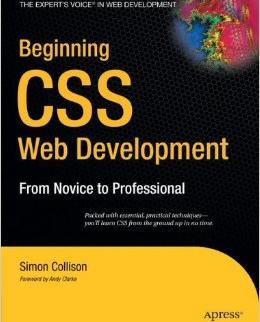 THE EXPERT'S VOICE® IN WEB DEVELOPMENT
Beginning
CSS
Web Development
From Novice to Professional
Packed with essential, practical techniques—
you'll learn CSS from the ground up in no time.
Simon Collison
Foreword by Andy Clarke
Apress®